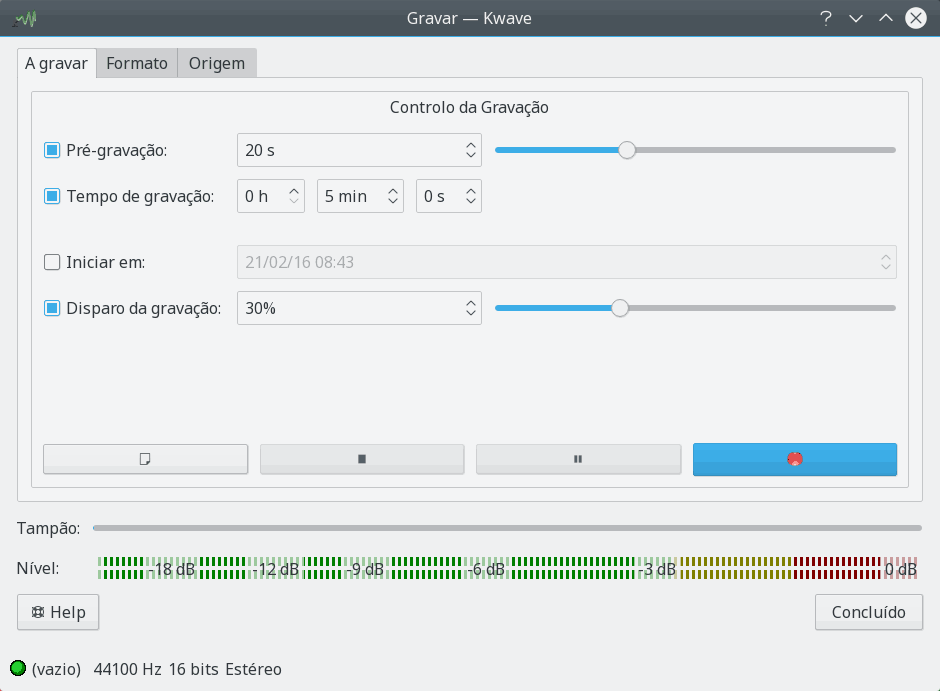 Gravar — Kwave
A gravar Formato Origem
Controlo da Gravação
Pré-gravação: 20 s
Tempo de gravação: 0 h 5 min 0 s
Iniciar em: 21/02/16 08:43
Disparo da gravação: 30%
Tampão:
Nível: -18 dB -12 dB -9 dB -6 dB -3 dB 0 dB
Help Concluído
(vazio) 44100 Hz 16 bits Estéreo